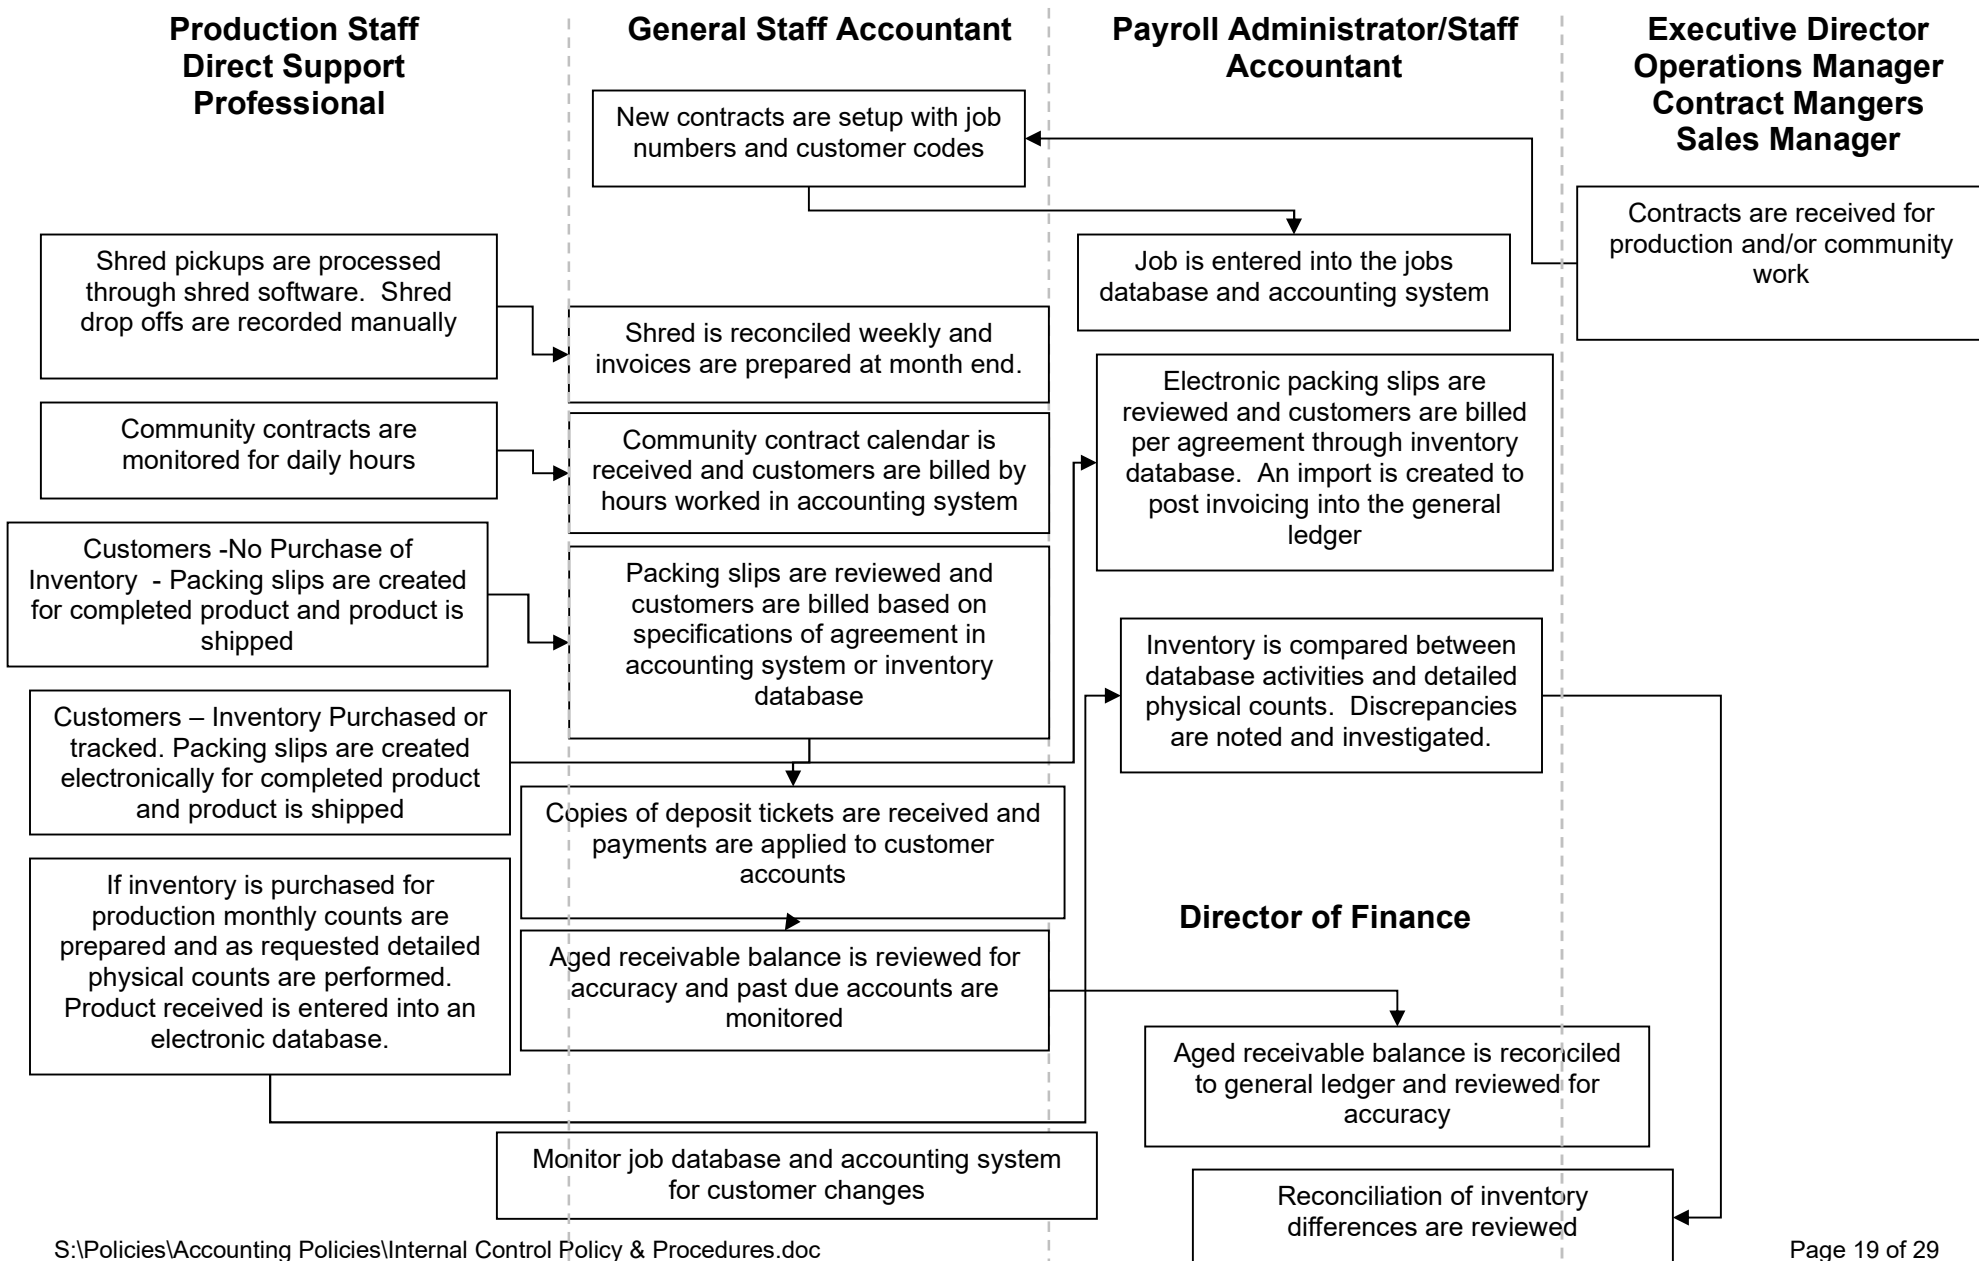 Production Staff
Direct Support
Professional
General Staff Accountant
Payroll Administrator/Staff
Accountant
Executive Director
Operations Manager
Contract Mangers
Sales Manager
New contracts are setup with job
numbers and customer codes
Contracts are received for
production and/or community
work
Shred pickups are processed
through shred software.  Shred
drop offs are recorded manually
Job is entered into the jobs
database and accounting system
Shred is reconciled weekly and
invoices are prepared at month end.
Electronic packing slips are
reviewed and customers are billed
per agreement through inventory
database.  An import is created to
post invoicing into the general
ledger
Community contracts are
monitored for daily hours
Community contract calendar is
received and customers are billed by
hours worked in accounting system
Customers -No Purchase of
Inventory  - Packing slips are created
for completed product and product is
shipped
Packing slips are reviewed and
customers are billed based on
specifications of agreement in
accounting system or inventory
database
Inventory is compared between
database activities and detailed
physical counts.  Discrepancies
are noted and investigated.
Customers – Inventory Purchased or
tracked. Packing slips are created
electronically for completed product
and product is shipped
Copies of deposit tickets are received and
payments are applied to customer
accounts
If inventory is purchased for
production monthly counts are
prepared and as requested detailed
physical counts are performed.
Product received is entered into an
electronic database.
Director of Finance
Aged receivable balance is reviewed for
accuracy and past due accounts are
monitored
Aged receivable balance is reconciled
to general ledger and reviewed for
accuracy
Monitor job database and accounting system
for customer changes
Reconciliation of inventory
differences are reviewed
S:\Policies\Accounting Policies\Internal Control Policy & Procedures.doc
Page 19 of 29